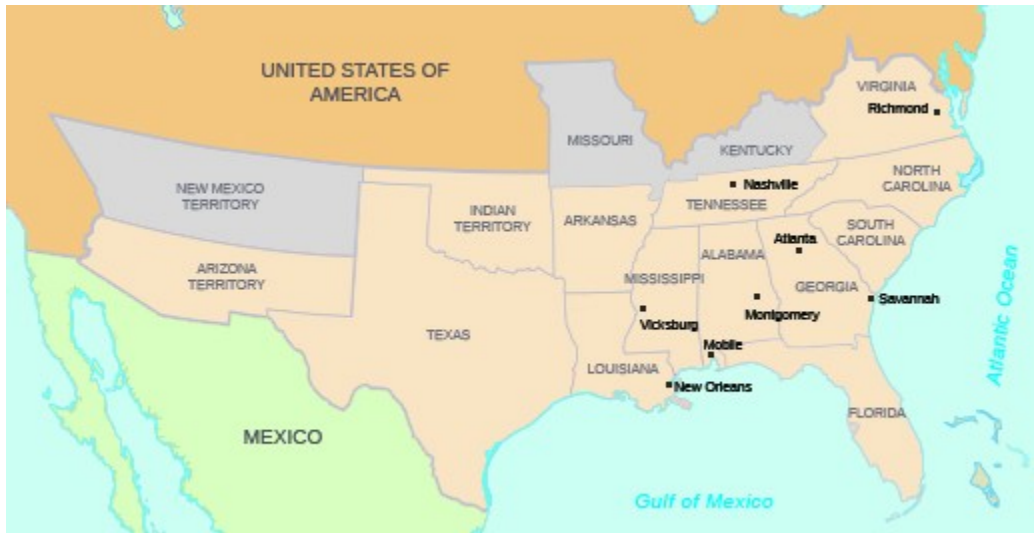 UNITED STATES OF
AMERICA
VIRGINIA
Richmond
MISSOURI
KENTUCKY
NEW MEXICO
TERRITORY
Nashville
NORTH
CAROLINA
TENNESSEE
INDIAN
TERRITORY
ARKANSAS
SOUTH
CAROLINA
Atlanta
ALABAMA
ARIZONA
TERRITORY
MISSISSIPPI
GEORGIA
Savannah
Montgomery
Vicksburg
TEXAS
Mobile
LOUISIANA
New Orleans
Atlantic Ocean
FLORIDA
MEXICO
Gulf of Mexico